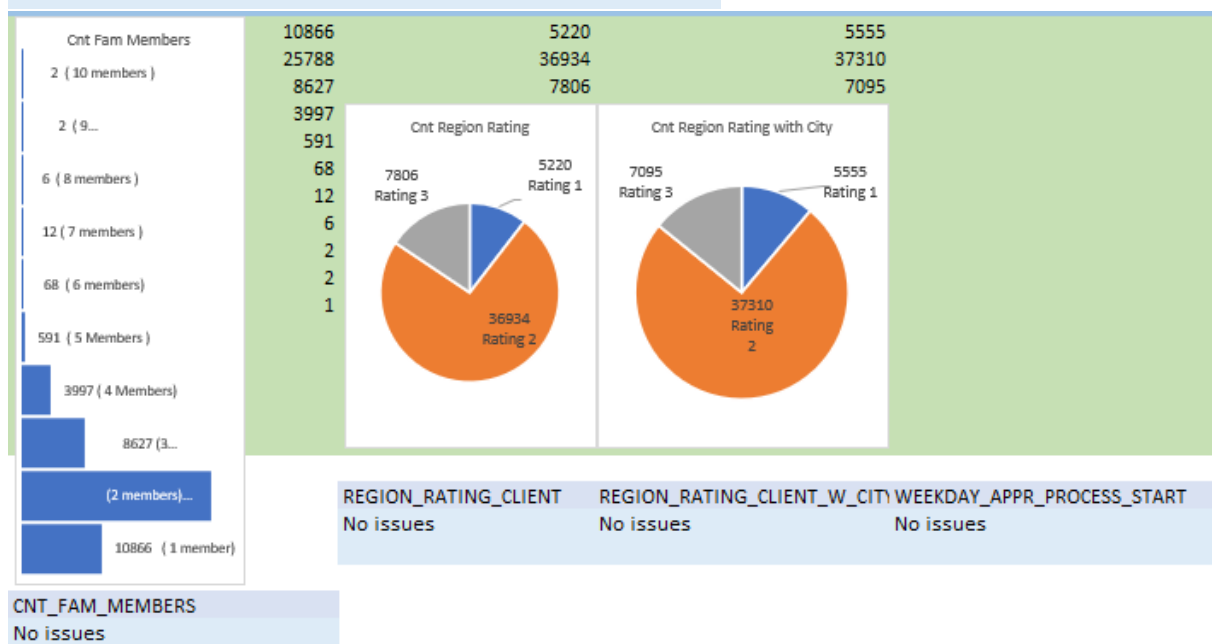 Cnt Fam Members
2 ( 10 members )
2 ( 9...
6 ( 8 members )
12 ( 7 members )
68 ( 6 members)
591 ( 5 Members )
3997 ( 4 Members)
8627 (3...
(2 members)...
10866 ( 1 member)
10866 5220 5555
25788 36934 37310
8627 7806 7095
3997
591
68
12
6
2
2
1
Cnt Region Rating
7806
Rating 3
5220
Rating 1
36934
Rating 2
Cnt Region Rating with City
7095
Rating 3
5555
Rating 1
37310
Rating
2
REGION_RATING_CLIENT REGION_RATING_CLIENT_W_CITY WEEKDAY_APPR_PROCESS_START
No issues No issues No issues
CNT_FAM_MEMBERS
No issues